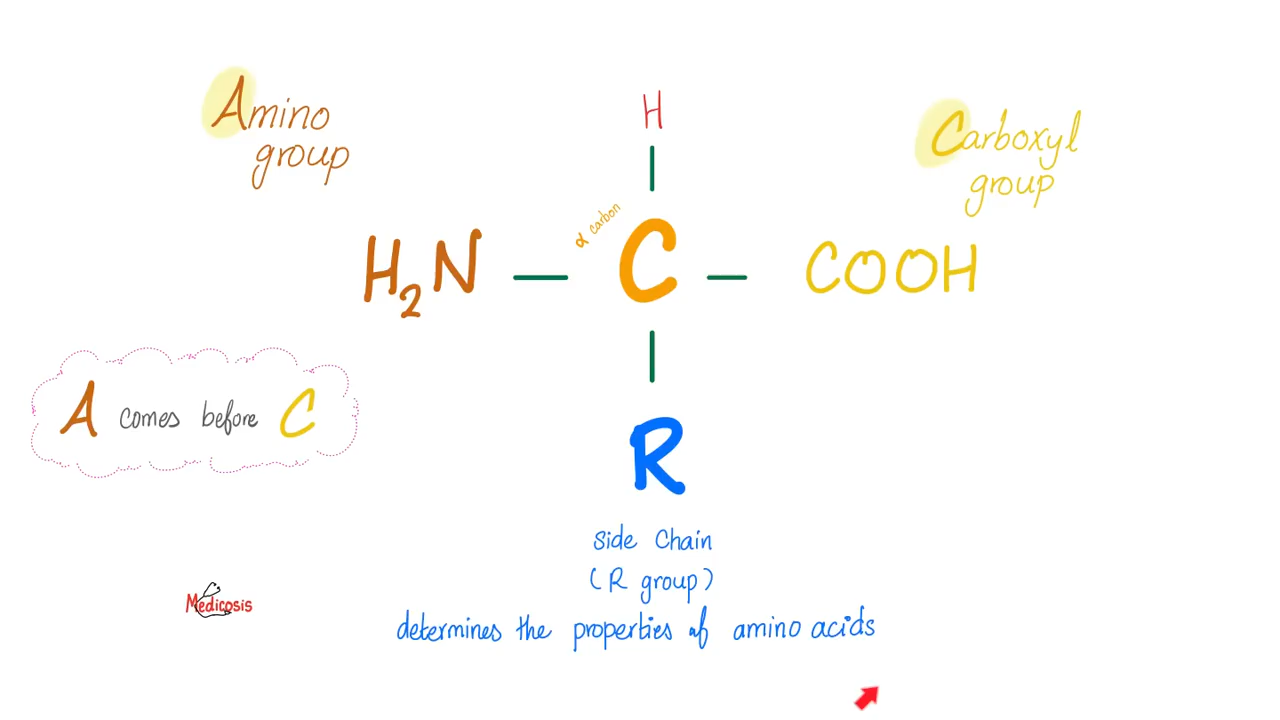 Amino
group
H
Carboxyl
group
α carbon
H₂N — C — COOH
A comes before C
R
side Chain
(R group)
determines the properties of amino acids
Medicosis